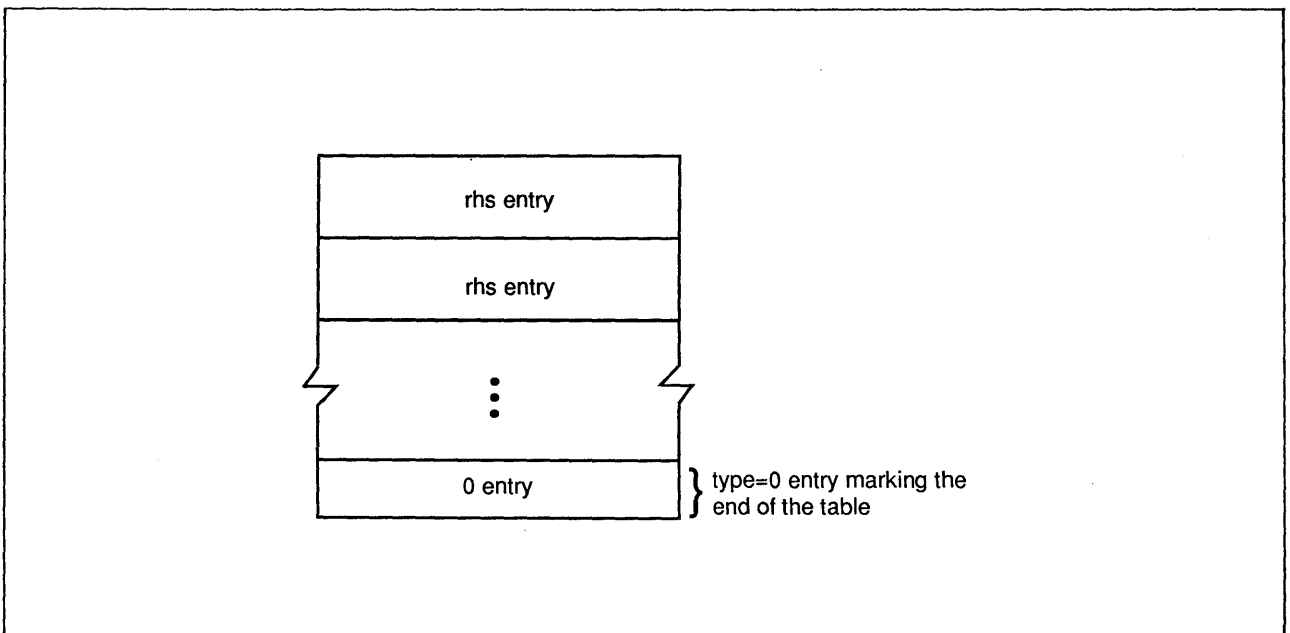 rhs entry
rhs entry
0 entry
type=0 entry marking the
end of the table